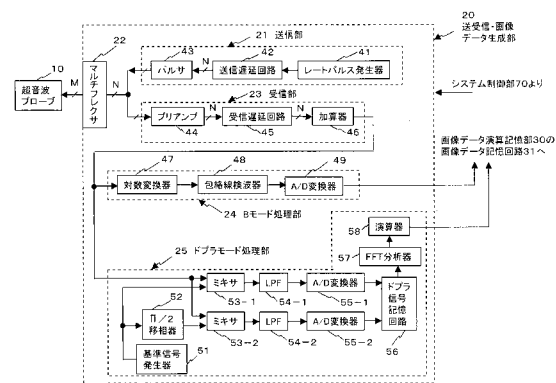 20
送受信・画像
データ生成部
21 送信部
22
43
42
41
10
パルサ
N
送信遅延回路
レートパルス発生器
超音波
プローブ
M
マルチプレクサ
N
システム制御部70より
23 受信部
プリアンプ
N
受信遅延回路
N
加算器
44
45
46
画像データ演算記憶部30の
画像データ記憶回路31へ
47
48
49
対数変換器
包絡線検波器
A/D変換器
24 Bモード処理部
58
演算器
25 ドプラモード処理部
57
FFT分析器
ミキサ
LPF
A/D変換器
ドプラ
信号
記憶
回路
53-1
54-1
55-1
52
Π/2
移相器
ミキサ
LPF
A/D変換器
53-2
54-2
55-2
56
基準信号
発生器
51